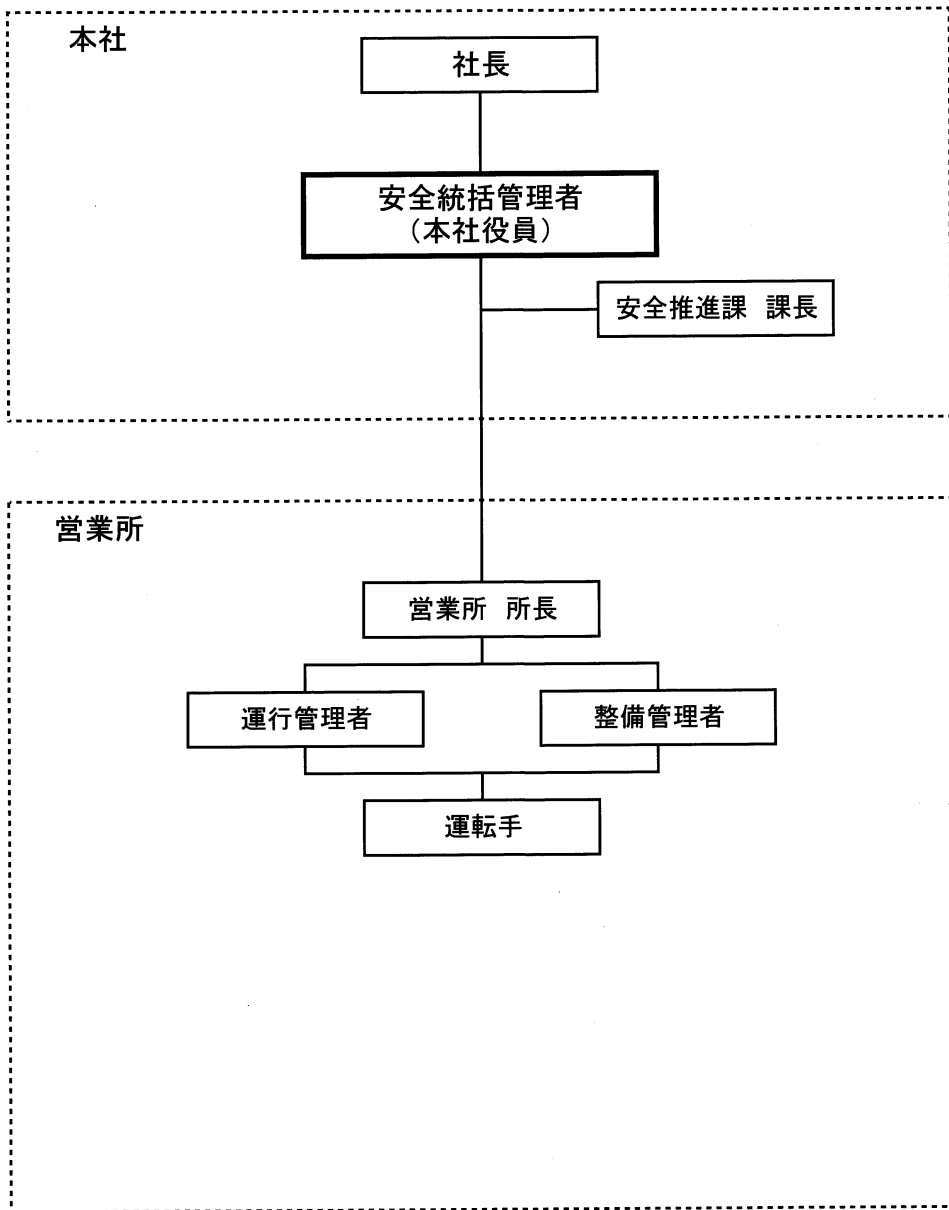 本社
社長
安全統括管理者
(本社役員)
安全推進課 課長
営業所
営業所 所長
運行管理者
整備管理者
運転手